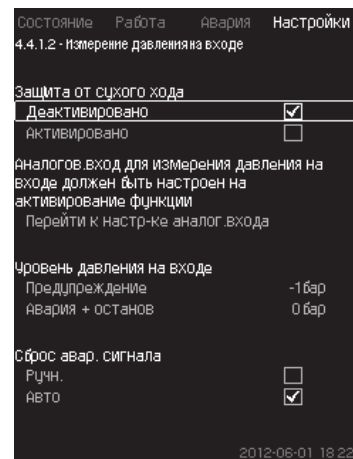 Состояние Работа Авария Настройки
4.4.1.2 - Измерение давления на входе
Защита от сухого хода
Деактивировано
Активировано
Аналогов.вход для измерения давления на
входе должен быть настроен на
активирование функции
Перейти к настр-ке аналог.входа
Уровень давления на входе
Предупреждение -1 бар
Авария + останов 0 бар
Сброс авар. сигнала
Ручн.
Авто
2012-06-01 18:22